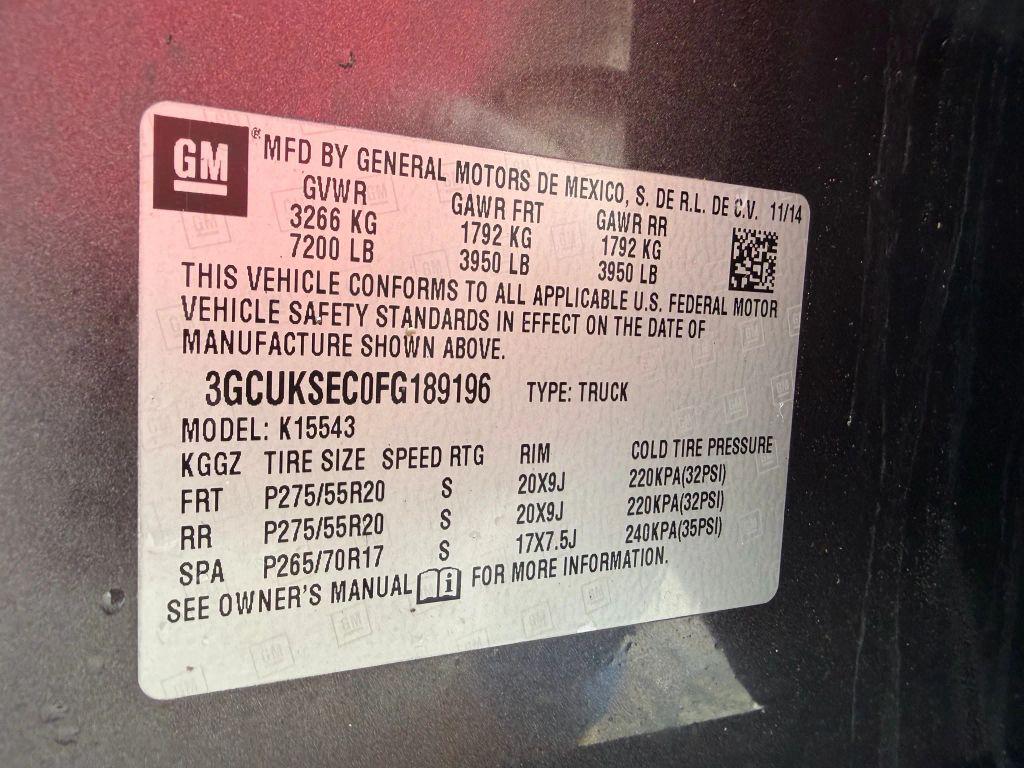 GM ® MFD BY GENERAL MOTORS DE MEXICO, S. DE R.L. DE C.V. 11/14
GVWR GAWR FRT GAWR RR
3266 KG 1792 KG 1792 KG
7200 LB 3950 LB 3950 LB
THIS VEHICLE CONFORMS TO ALL APPLICABLE U.S. FEDERAL MOTOR
VEHICLE SAFETY STANDARDS IN EFFECT ON THE DATE OF
MANUFACTURE SHOWN ABOVE.
3GCUKSEC0FG189196 TYPE: TRUCK
MODEL: K15543
KGGZ TIRE SIZE SPEED RTG RIM COLD TIRE PRESSURE
FRT P275/55R20 S 20X9J 220KPA(32PSI)
RR P275/55R20 S 20X9J 220KPA(32PSI)
SPA P265/70R17 S 17X7.5J 240KPA(35PSI)
SEE OWNER'S MANUAL i FOR MORE INFORMATION.